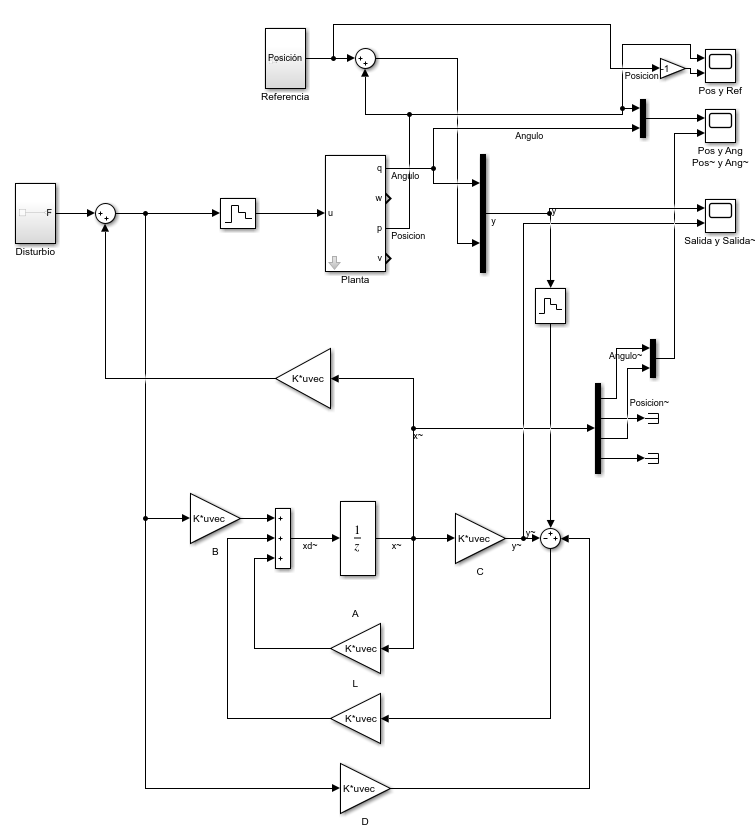 Posición
Referencia
+
+
-1
Posicion
Pos y Ref
Angulo
Pos y Ang
Pos~ y Ang~
q
Angulo
w
F
Disturbio
+
+
u
p
Posicion
v
Planta
y
y
Salida y Salida~
K*uvec
Angulo~
Posicion~
x~
K*uvec
B
+
+
+
xd~
1
z
x~
K*uvec
C
y~
y~
−
+
+
A
K*uvec
L
K*uvec
K*uvec
D